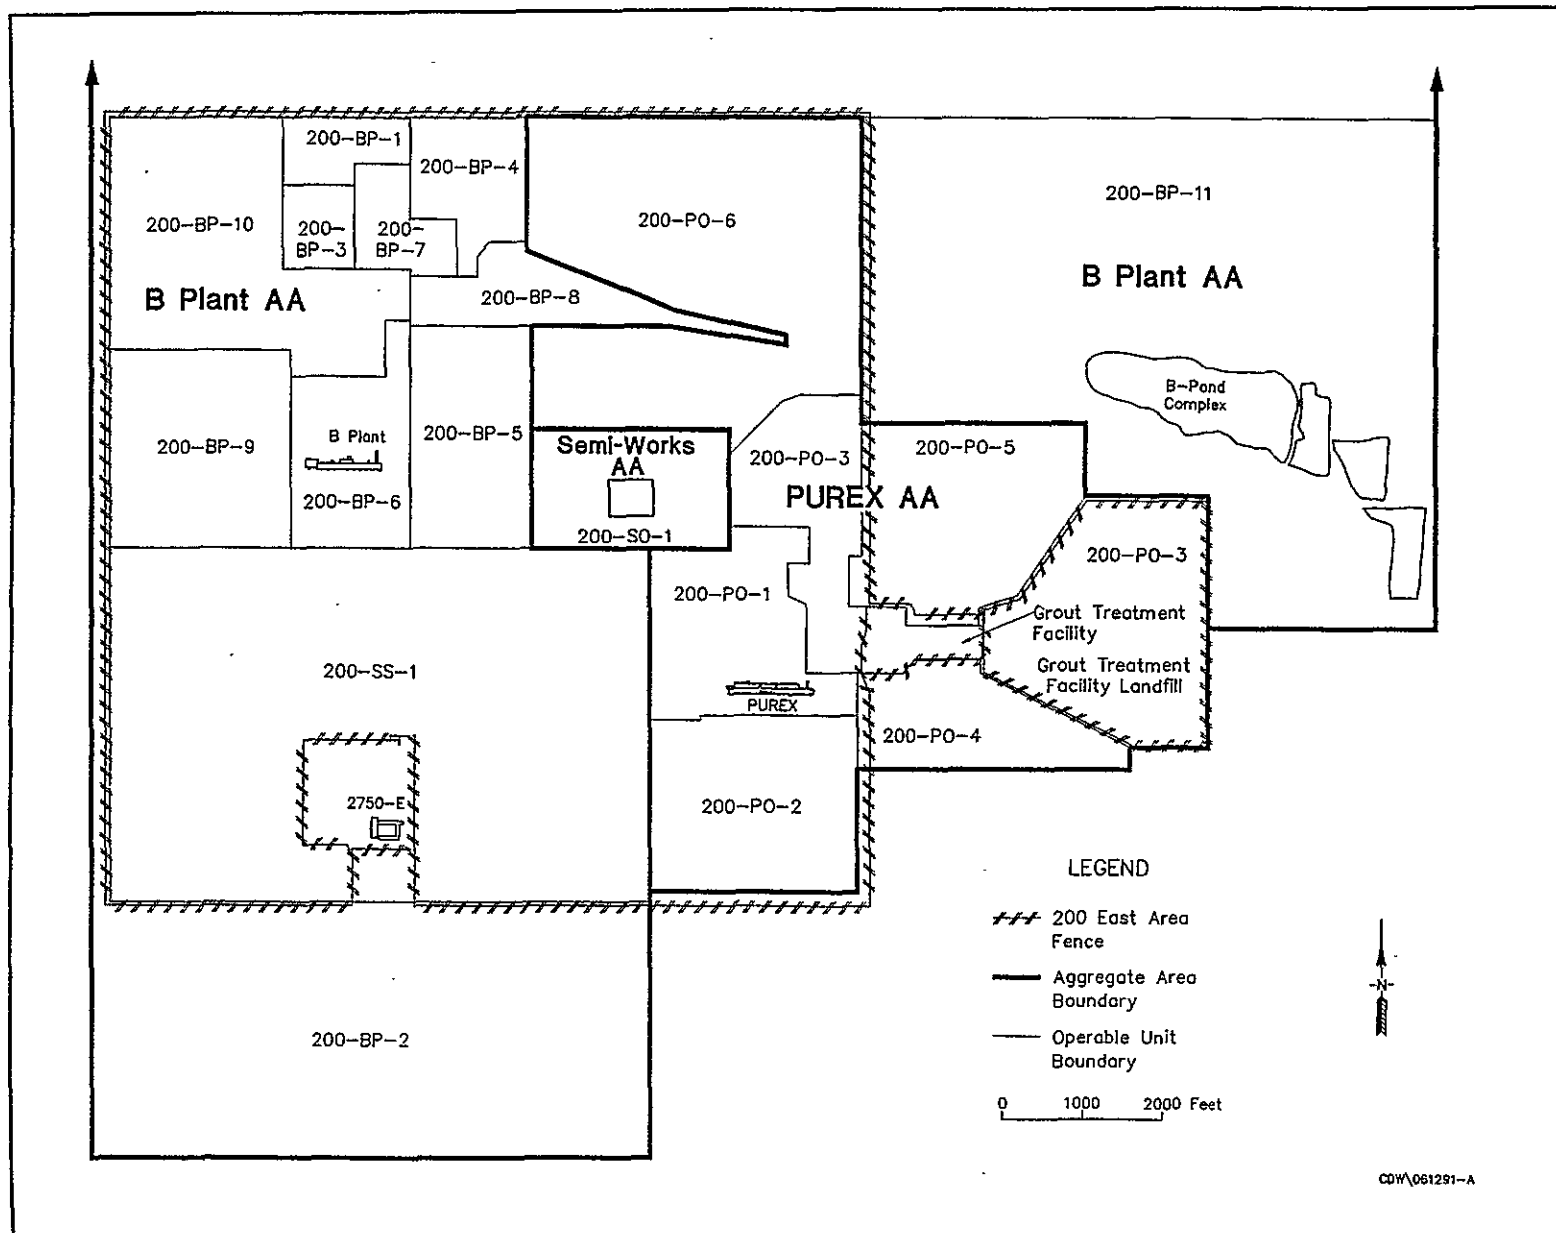 200-BP-1
200-BP-4
200-BP-10
200-
BP-3
200-
BP-7
200-PO-6
200-BP-11
B Plant AA
B Plant AA
200-BP-8
B-Pond
Complex
200-BP-9
B Plant
200-BP-6
200-BP-5
Semi-Works
AA
200-SO-1
200-PO-3
200-PO-5
PUREX AA
200-PO-3
200-PO-1
Grout Treatment
Facility
Grout Treatment
Facility Landfill
200-SS-1
PUREX
200-PO-4
2750-E
200-PO-2
LEGEND
200 East Area
Fence
Aggregate Area
Boundary
Operable Unit
Boundary
0 1000 2000 Feet
-N-
200-BP-2
CDW\061291-A